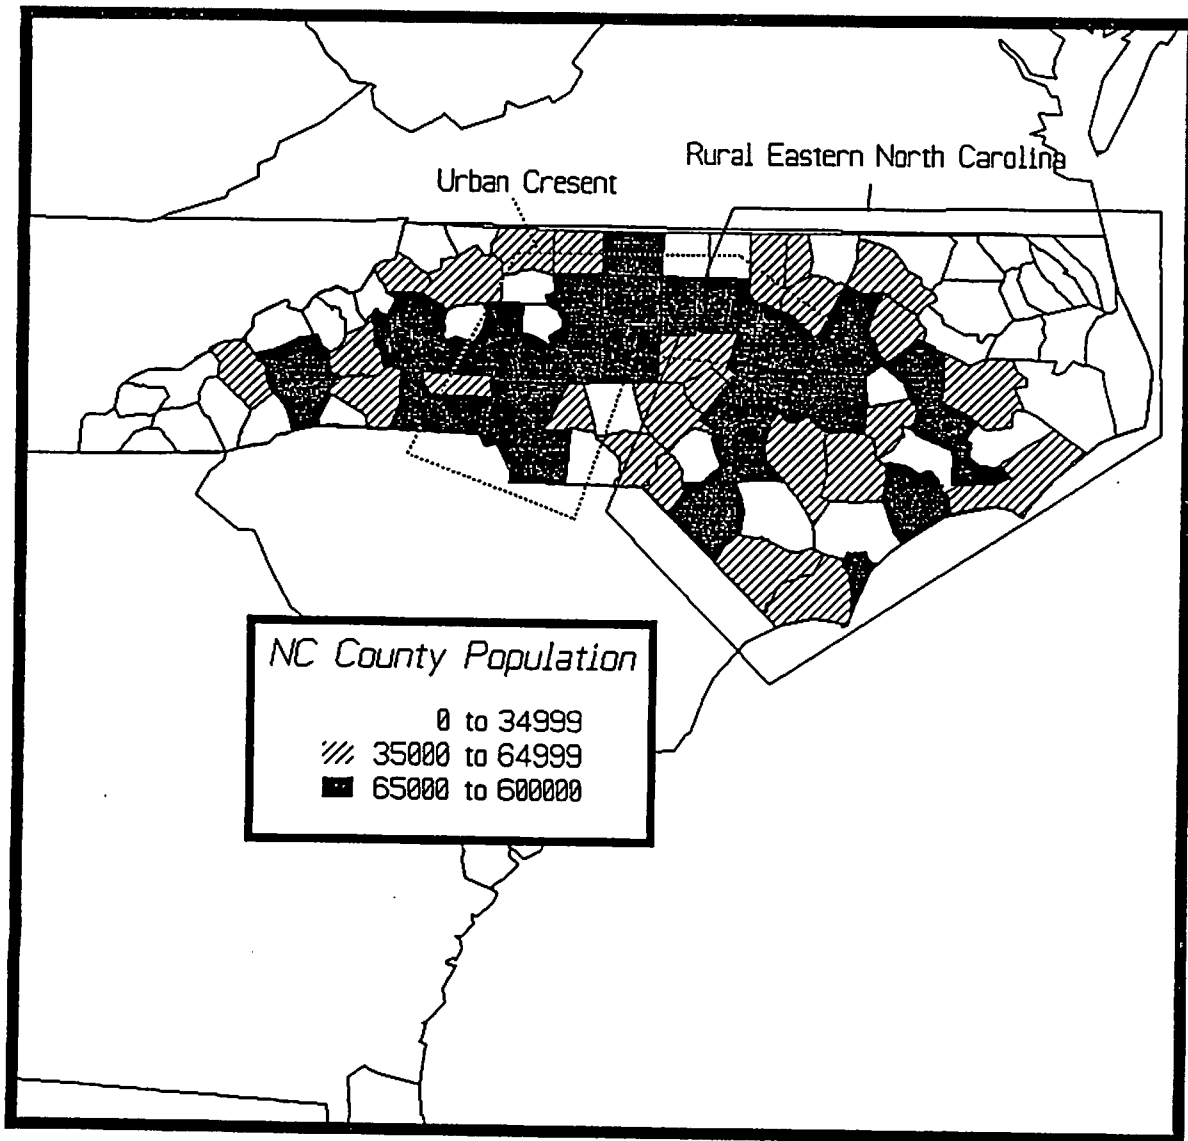 Rural Eastern North Carolina
Urban Cresent
NC County Population
0 to 34999
35000 to 64999
65000 to 600000